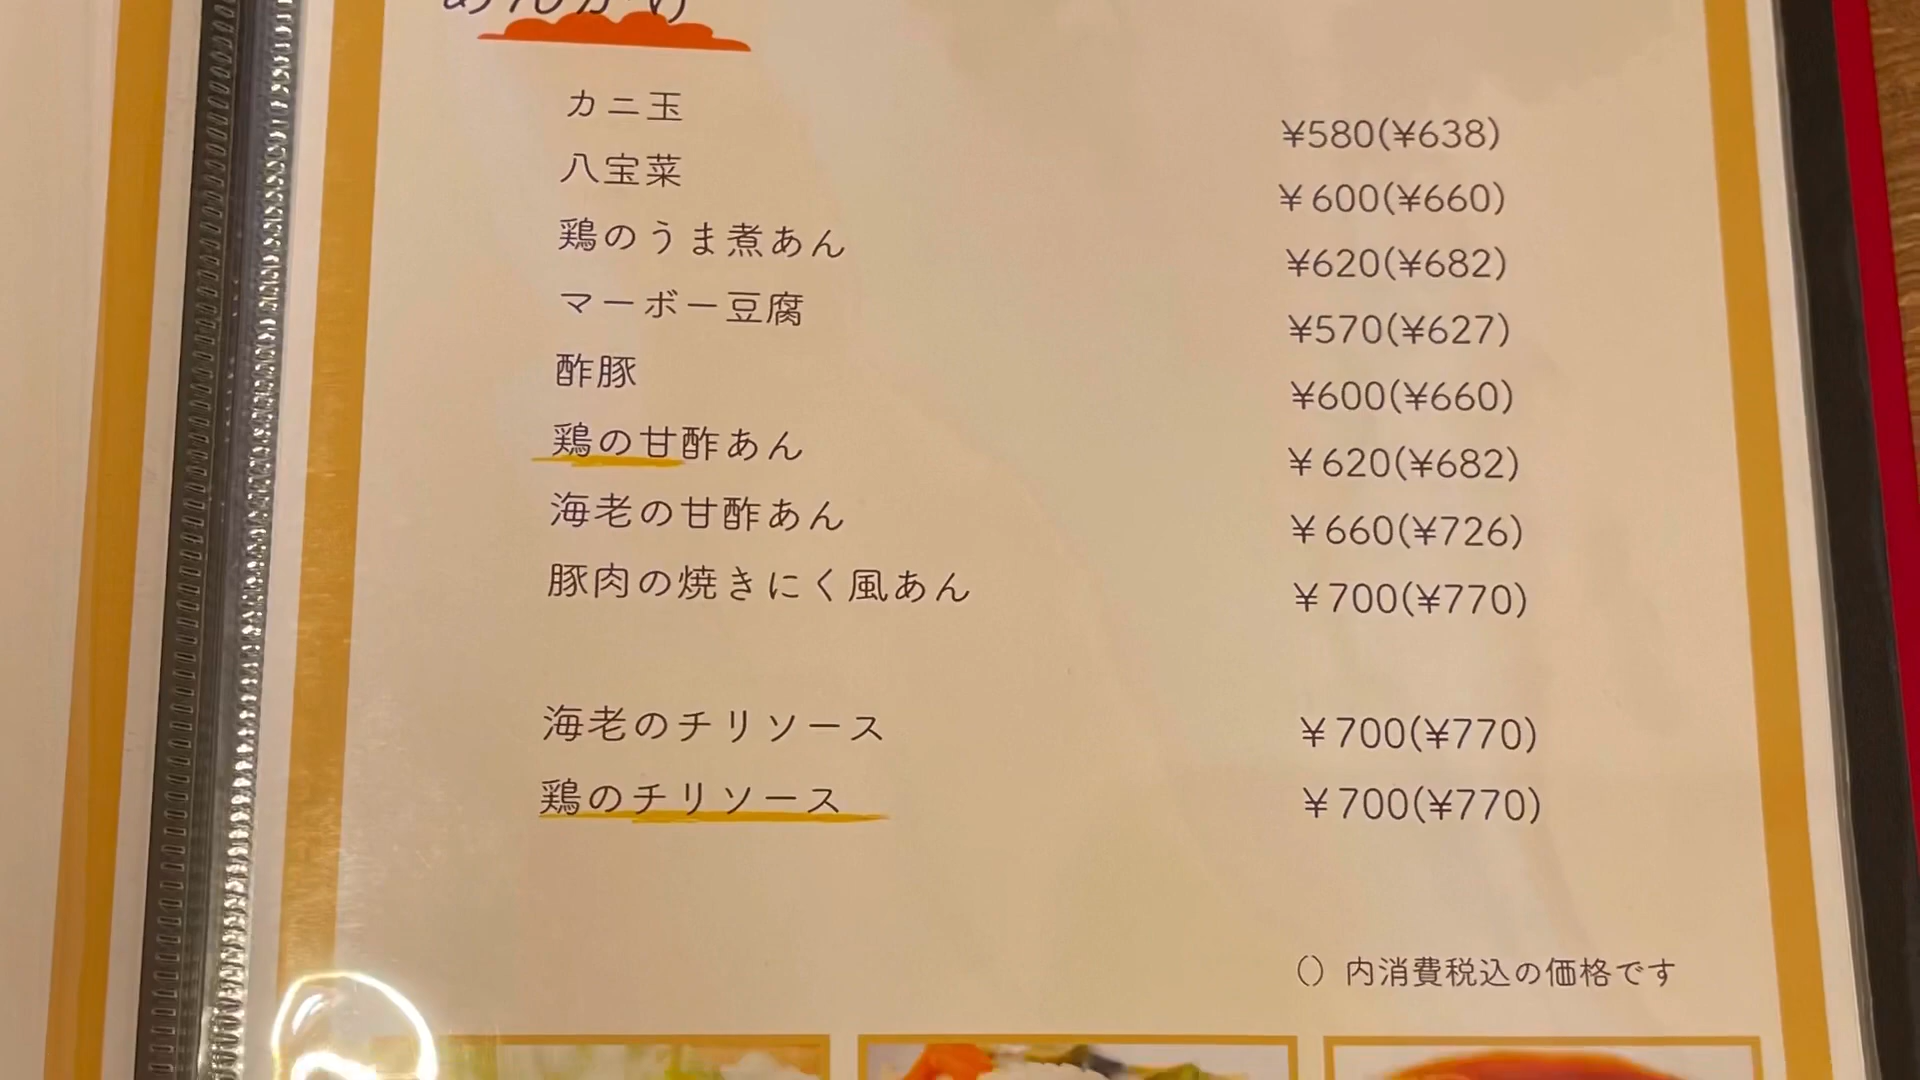 あんかけ
カニ玉 ¥580(¥638)
八宝菜 ¥600(¥660)
鶏のうま煮あん ¥620(¥682)
マーボー豆腐 ¥570(¥627)
酢豚 ¥600(¥660)
鶏の甘酢あん ¥620(¥682)
海老の甘酢あん ¥660(¥726)
豚肉の焼きにく風あん ¥700(¥770)
海老のチリソース ¥700(¥770)
鶏のチリソース ¥700(¥770)
() 内消費税込の価格です